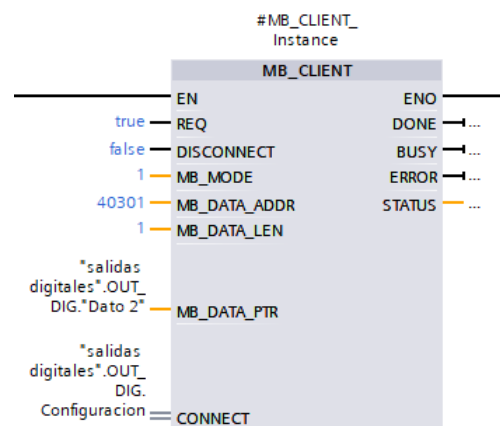 #MB_CLIENT_
Instance
MB_CLIENT
EN ENO
true REQ DONE ...
false DISCONNECT BUSY ...
1 MB_MODE ERROR ...
40301 MB_DATA_ADDR STATUS ...
1 MB_DATA_LEN
"salidas
digitales".OUT_
DIG."Dato 2" MB_DATA_PTR
"salidas
digitales".OUT_
DIG.
Configuracion CONNECT